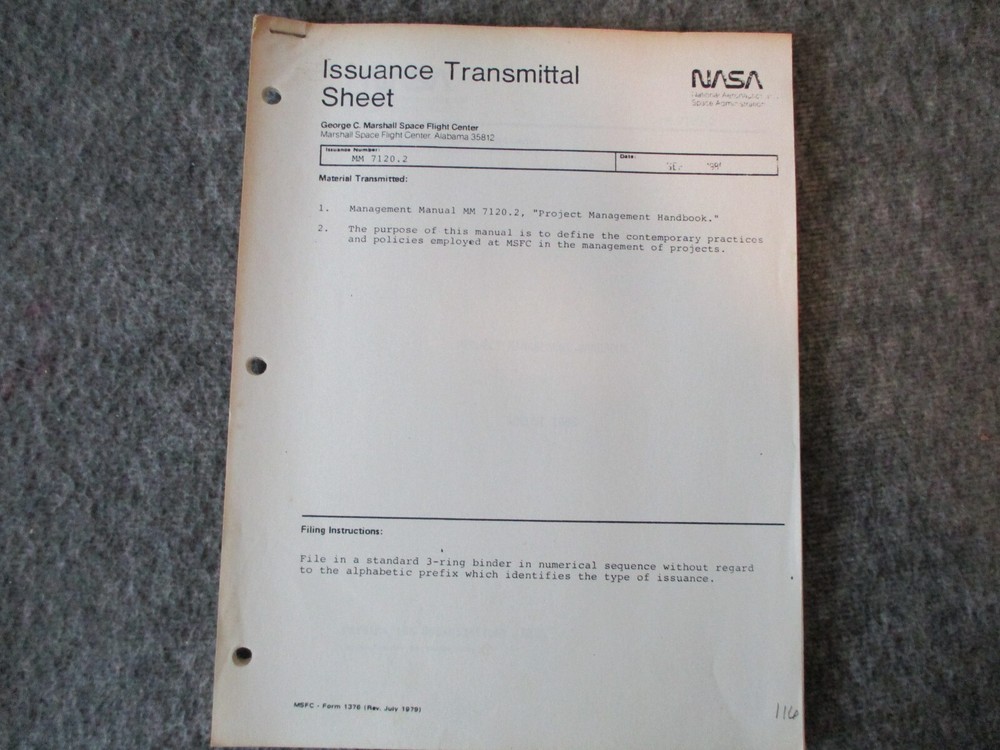 Issuance Transmittal
Sheet
NASA
National Aeronautics
Space Administration
George C. Marshall Space Flight Center
Marshall Space Flight Center, Alabama 35812
Issuance Number:
MM 7120.2
Date:
Material Transmitted:
1. Management Manual MM 7120.2, "Project Management Handbook."
2. The purpose of this manual is to define the contemporary practices
and policies employed at MSFC in the management of projects.
Filing Instructions:
File in a standard 3-ring binder in numerical sequence without regard
to the alphabetic prefix which identifies the type of issuance.
MSFC - Form 1376 (Rev. July 1979)
116